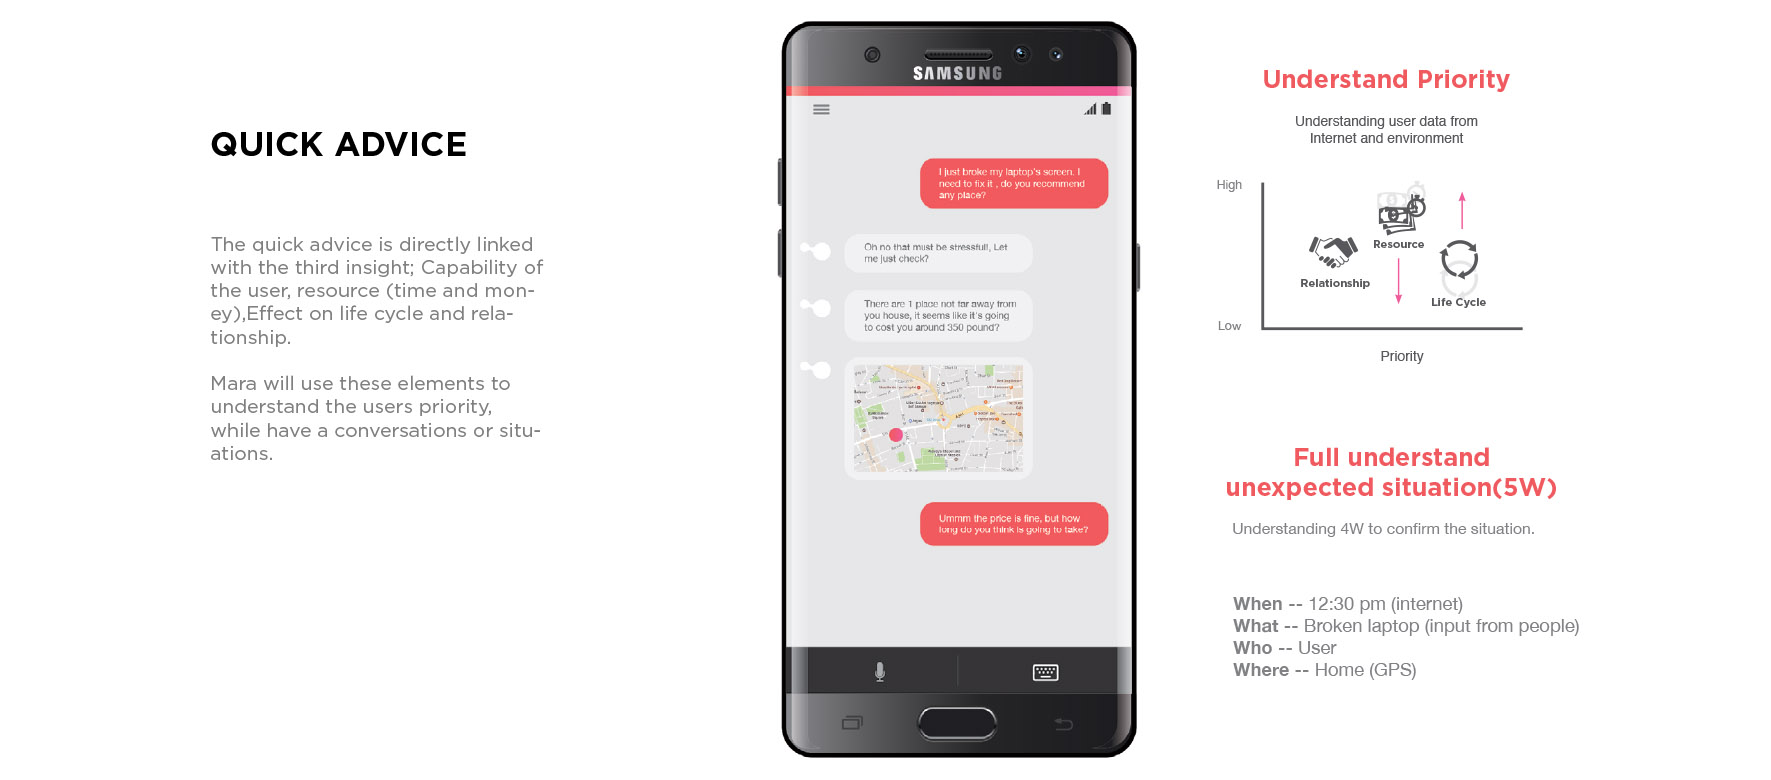 QUICK ADVICE
The quick advice is directly linked
with the third insight; Capability of
the user, resource (time and mon-
ey),Effect on life cycle and rela-
tionship.
Mara will use these elements to
understand the users priority,
while have a conversations or situ-
ations.
SAMSUNG
I just broke my laptop's screen. I
need to fix it , do you recommend
any place?
Oh no that must be stressfull, Let
me just check?
There are 1 place not far away from
you house, it seems like it's going
to cost you around 350 pound?
Ummm the price is fine, but how
long do you think is going to take?
Understand Priority
Understanding user data from
Internet and environment
High
Resource
Relationship
Life Cycle
Low
Priority
Full understand
unexpected situation(5W)
Understanding 4W to confirm the situation.
When -- 12:30 pm (internet)
What -- Broken laptop (input from people)
Who -- User
Where -- Home (GPS)